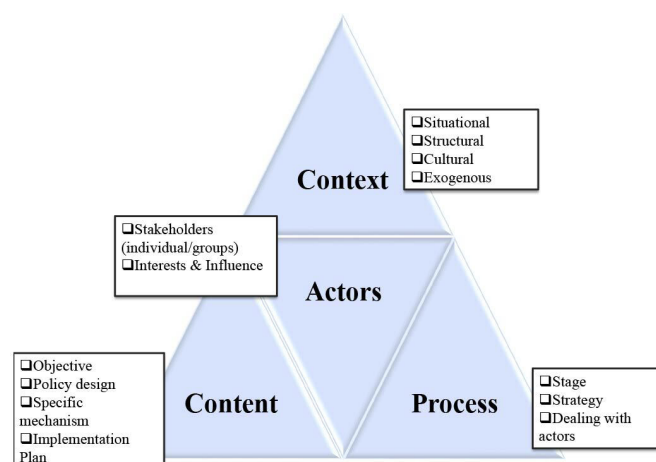 ❑Situational
❑Structural
❑Cultural
❑Exogenous
Context
❑Stakeholders
(individual/groups)
❑Interests & Influence
Actors
❑Objective
❑Policy design
❑Specific
mechanism
❑Implementation
Plan
Content
Process
❑Stage
❑Strategy
❑Dealing with
actors